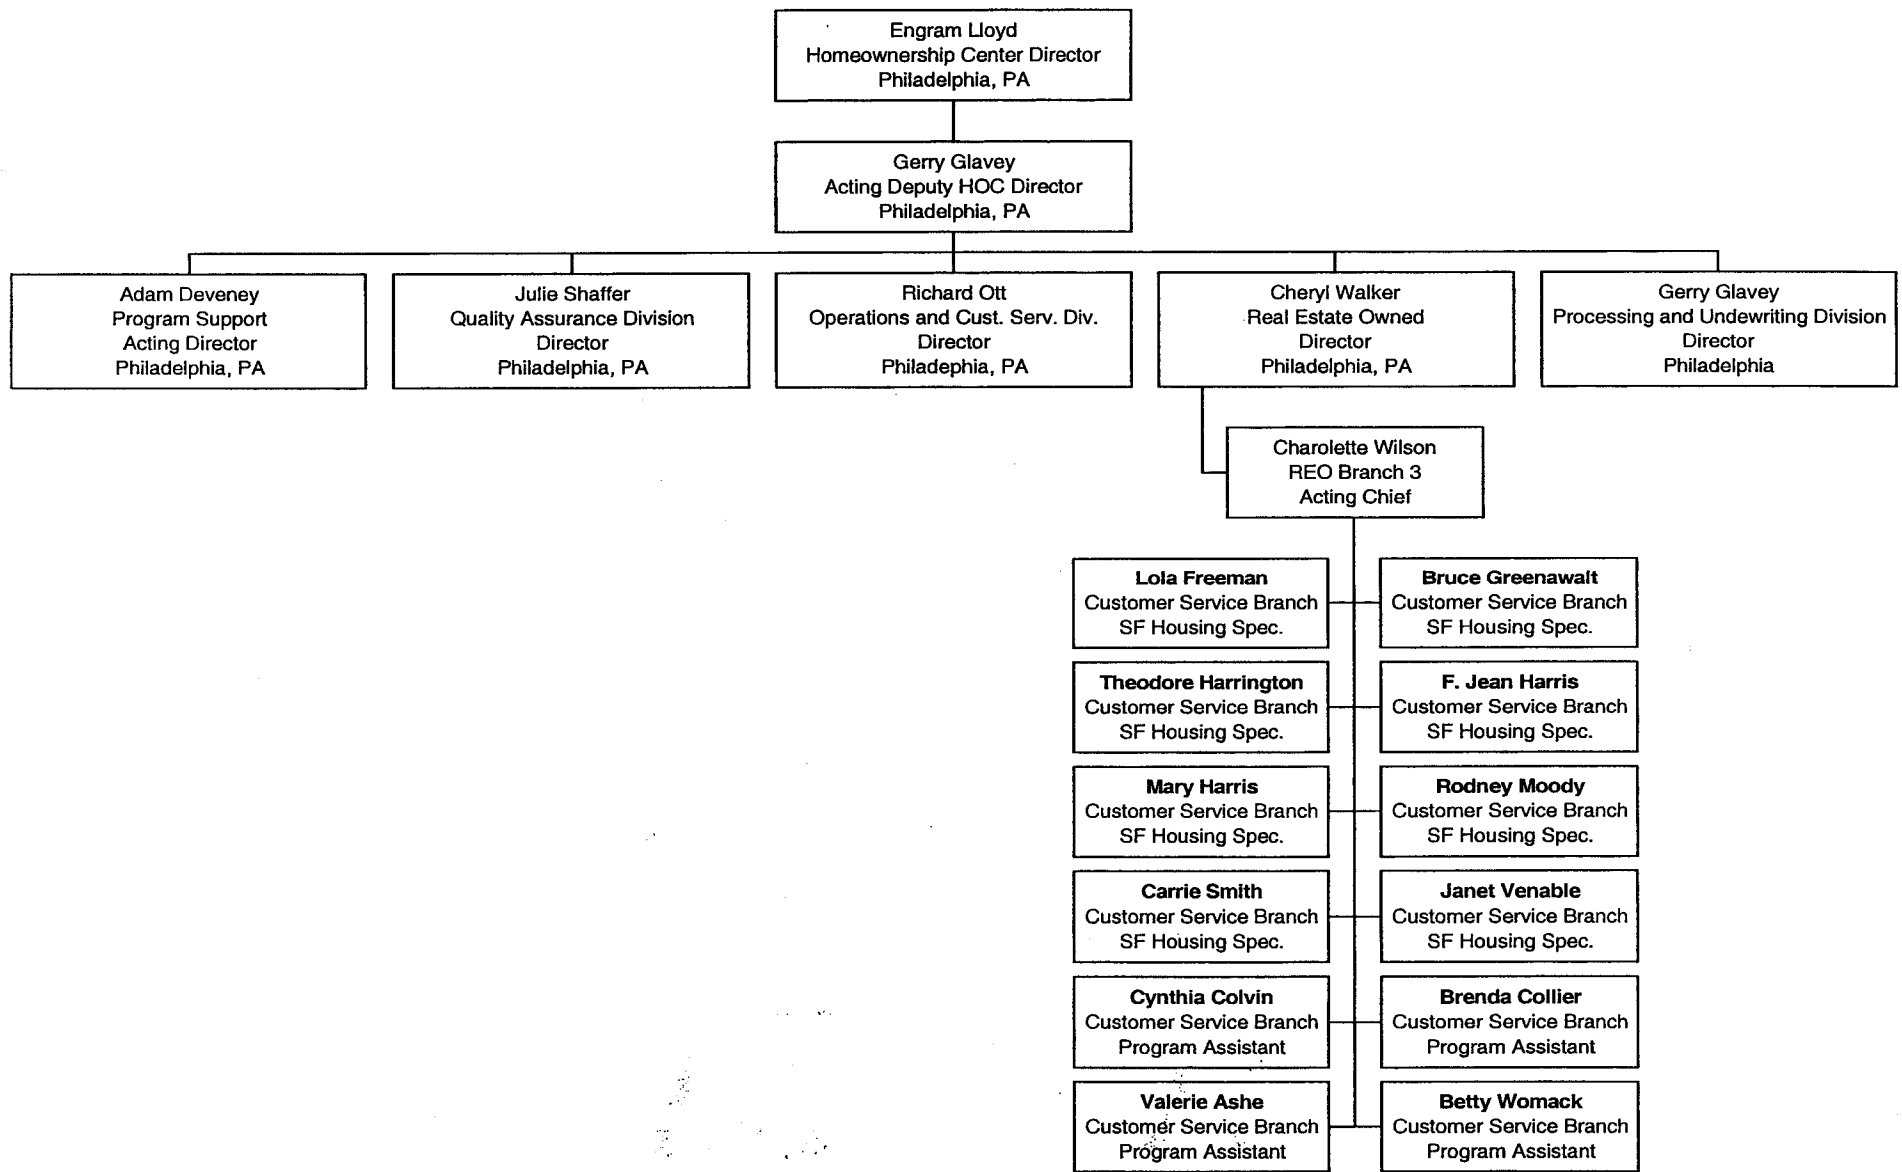 Engram Lloyd
Homeownership Center Director
Philadelphia, PA
Gerry Glavey
Acting Deputy HOC Director
Philadelphia, PA
Adam Deveney
Program Support
Acting Director
Philadelphia, PA
Julie Shaffer
Quality Assurance Division
Director
Philadelphia, PA
Richard Ott
Operations and Cust. Serv. Div.
Director
Philadephia, PA
Cheryl Walker
Real Estate Owned
Director
Philadelphia, PA
Gerry Glavey
Processing and Undewriting Division
Director
Philadelphia
Charolette Wilson
REO Branch 3
Acting Chief
Lola Freeman
Customer Service Branch
SF Housing Spec.
Bruce Greenawalt
Customer Service Branch
SF Housing Spec.
Theodore Harrington
Customer Service Branch
SF Housing Spec.
F. Jean Harris
Customer Service Branch
SF Housing Spec.
Mary Harris
Customer Service Branch
SF Housing Spec.
Rodney Moody
Customer Service Branch
SF Housing Spec.
Carrie Smith
Customer Service Branch
SF Housing Spec.
Janet Venable
Customer Service Branch
SF Housing Spec.
Cynthia Colvin
Customer Service Branch
Program Assistant
Brenda Collier
Customer Service Branch
Program Assistant
Valerie Ashe
Customer Service Branch
Program Assistant
Betty Womack
Customer Service Branch
Program Assistant